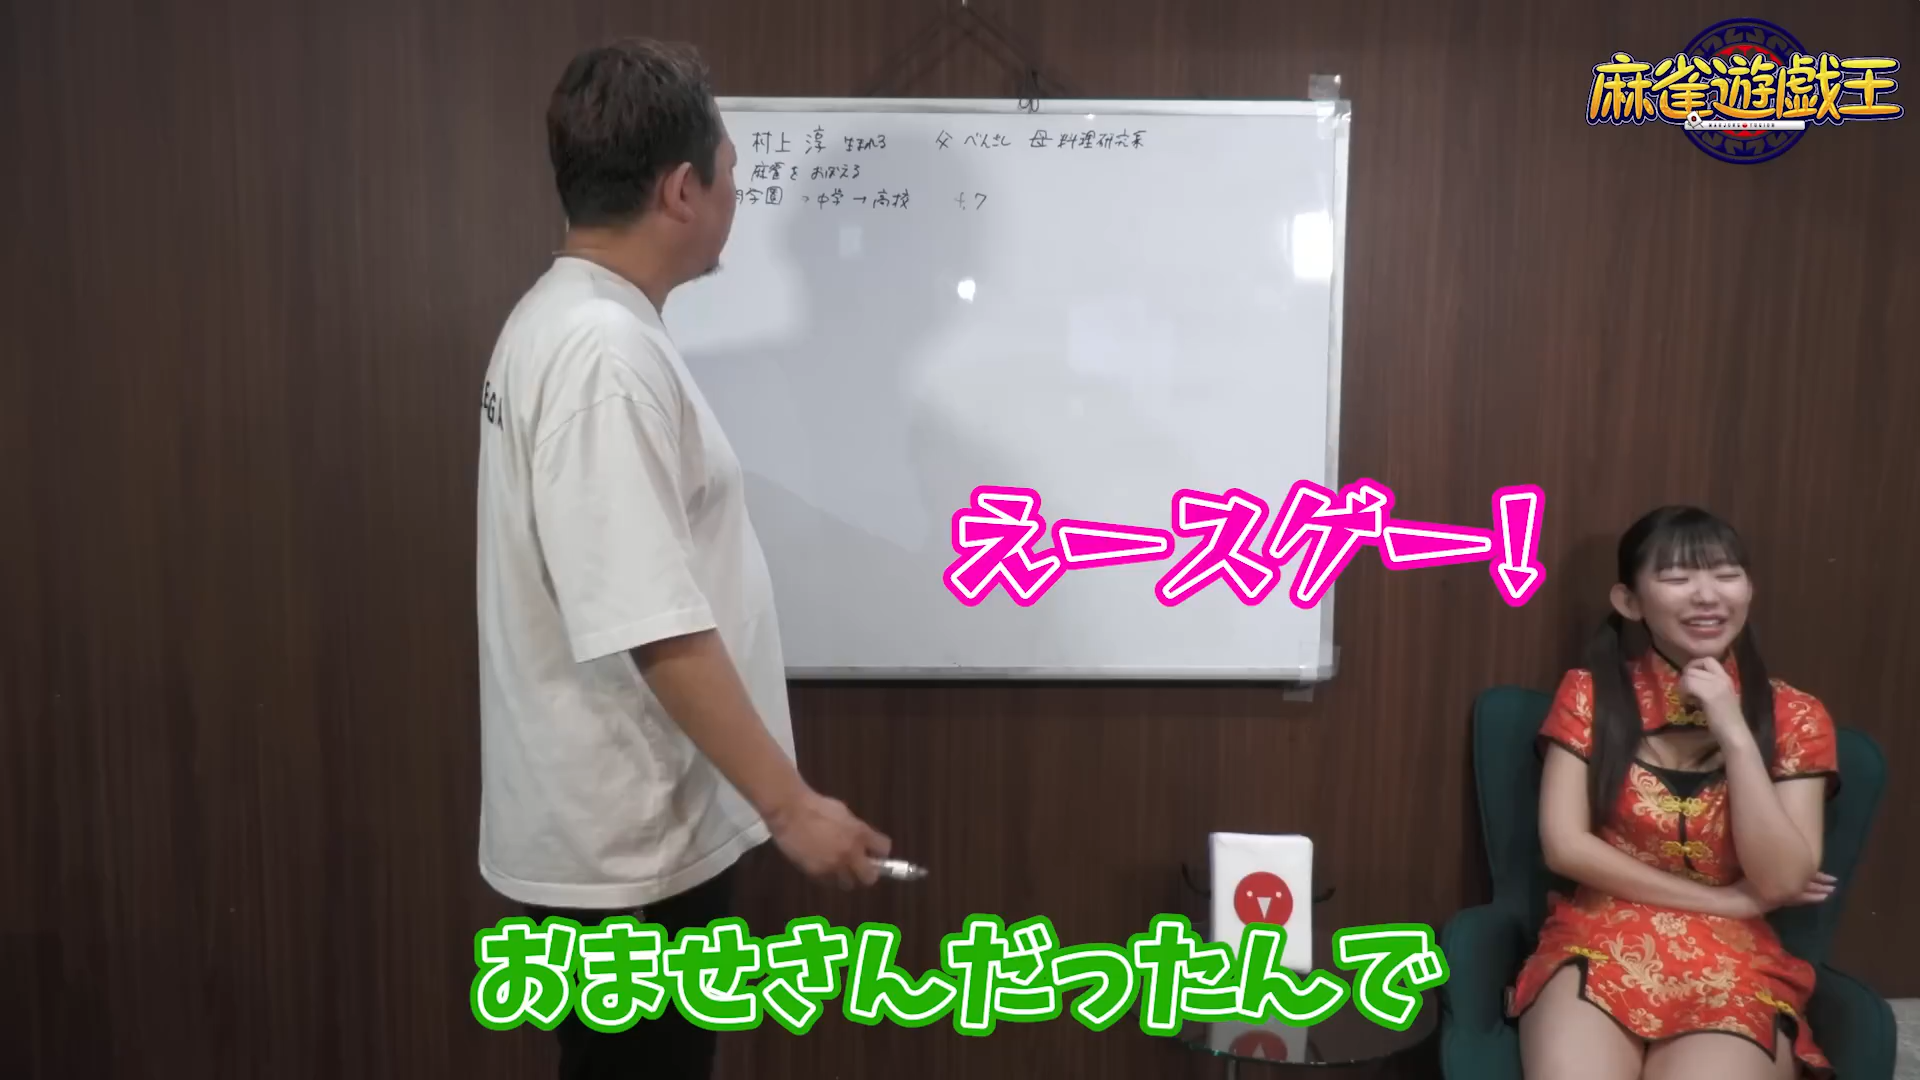 麻雀遊戯王
村上 淳 生まれる 父 べんごし 母 料理研究家
麻雀を おぼえる
学園 → 中学 → 高校
えースゲー!
おませさんだったんで